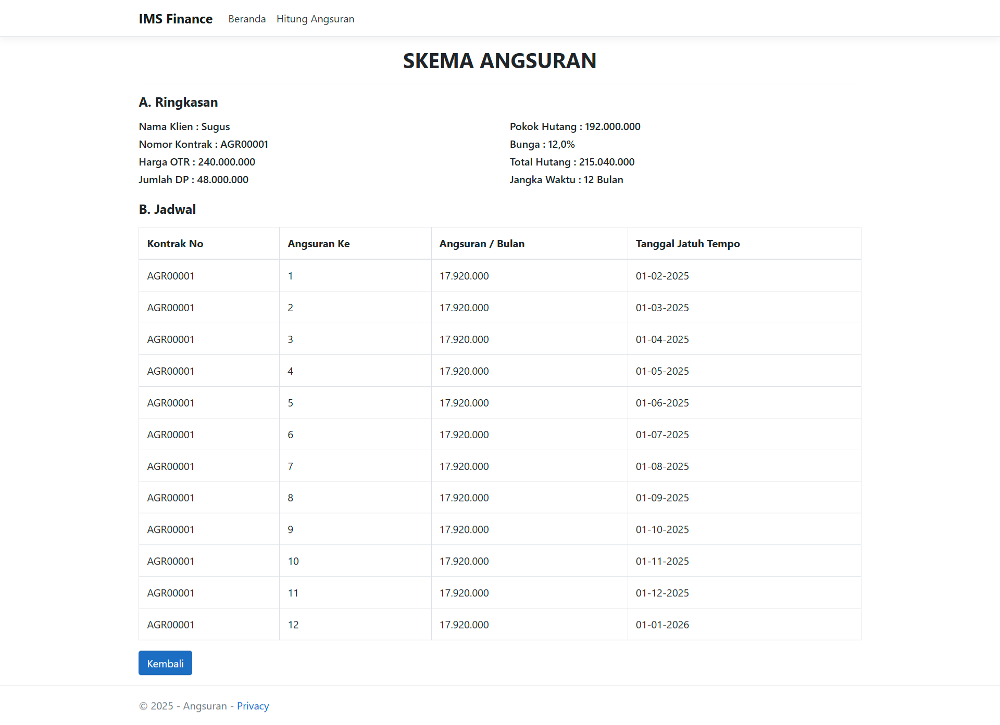 IMS Finance Beranda Hitung Angsuran
SKEMA ANGSURAN
A. Ringkasan
Nama Klien : Sugus
Nomor Kontrak : AGR00001
Harga OTR : 240.000.000
Jumlah DP : 48.000.000
Pokok Hutang : 192.000.000
Bunga : 12,0%
Total Hutang : 215.040.000
Jangka Waktu : 12 Bulan
B. Jadwal
Kontrak No Angsuran Ke Angsuran / Bulan Tanggal Jatuh Tempo
AGR00001 1 17.920.000 01-02-2025
AGR00001 2 17.920.000 01-03-2025
AGR00001 3 17.920.000 01-04-2025
AGR00001 4 17.920.000 01-05-2025
AGR00001 5 17.920.000 01-06-2025
AGR00001 6 17.920.000 01-07-2025
AGR00001 7 17.920.000 01-08-2025
AGR00001 8 17.920.000 01-09-2025
AGR00001 9 17.920.000 01-10-2025
AGR00001 10 17.920.000 01-11-2025
AGR00001 11 17.920.000 01-12-2025
AGR00001 12 17.920.000 01-01-2026
Kembali
© 2025 - Angsuran - Privacy